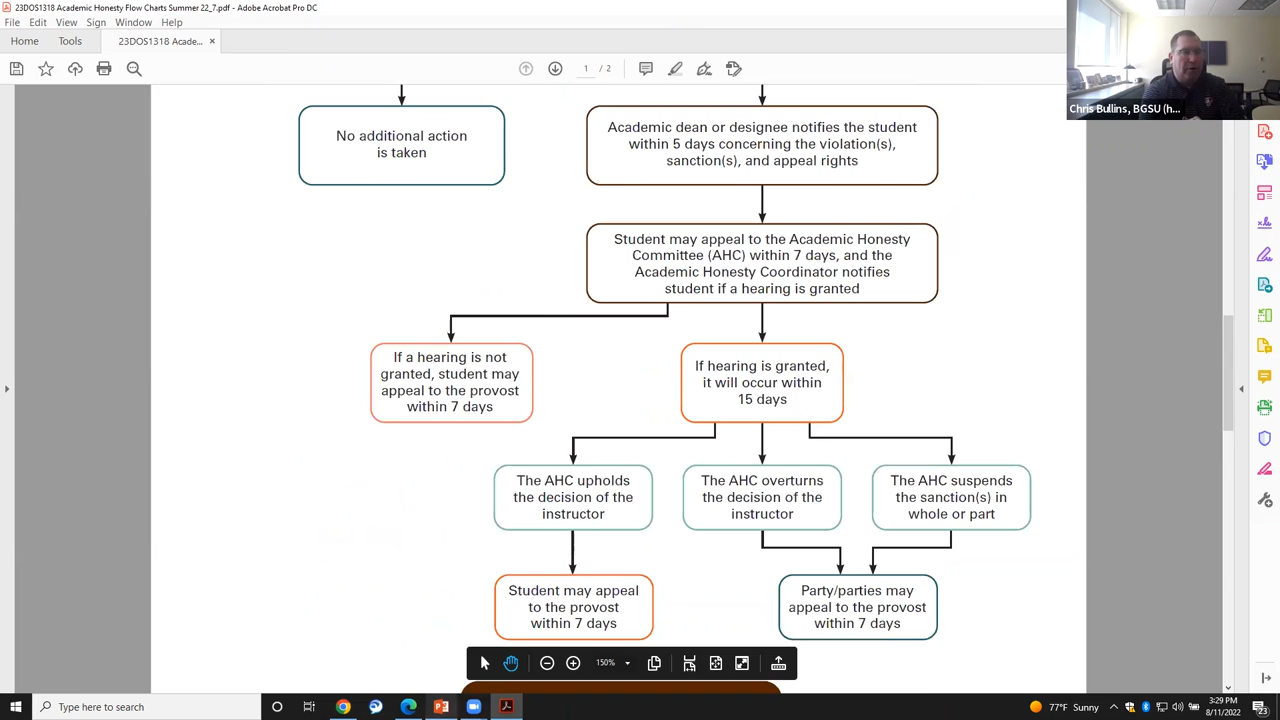 23DOS1318 Academic Honesty Flow Charts Summer 22_7.pdf - Adobe Acrobat Pro DC
File Edit View Sign Window Help
Home Tools 23DOS1318 Acade... ×
1 / 2
Chris Bullins, BGSU (h...
No additional action
is taken
Academic dean or designee notifies the student
within 5 days concerning the violation(s),
sanction(s), and appeal rights
Student may appeal to the Academic Honesty
Committee (AHC) within 7 days, and the
Academic Honesty Coordinator notifies
student if a hearing is granted
If a hearing is not
granted, student may
appeal to the provost
within 7 days
If hearing is granted,
it will occur within
15 days
The AHC upholds
the decision of the
instructor
The AHC overturns
the decision of the
instructor
The AHC suspends
the sanction(s) in
whole or part
Student may appeal
to the provost
within 7 days
Party/parties may
appeal to the provost
within 7 days
150%
Type here to search
77°F Sunny
3:29 PM
8/11/2022
23